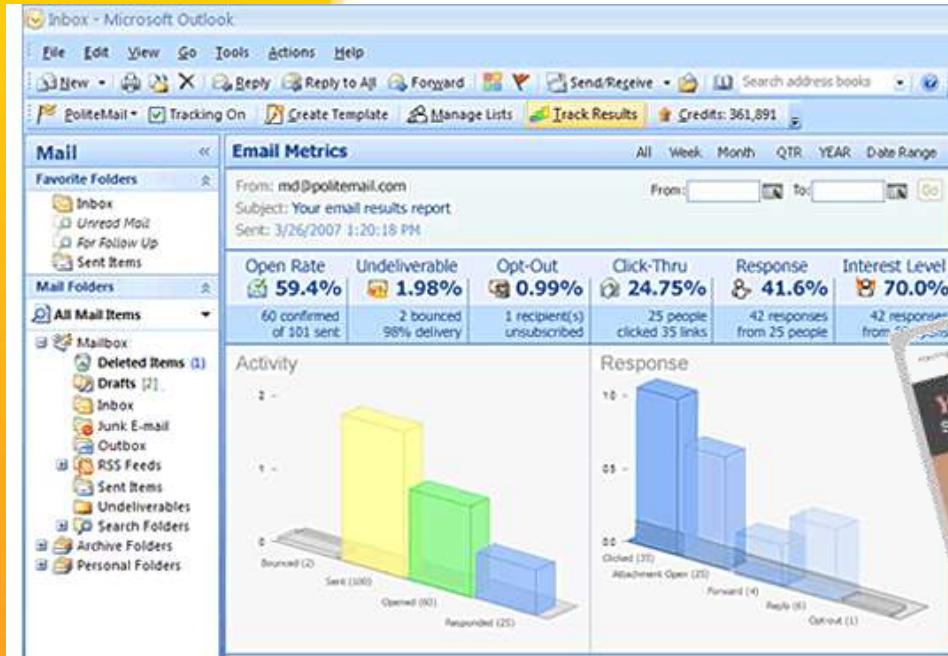 Inbox - Microsoft Outlook
File Edit View Go Tools Actions Help
New Reply Reply to All Forward Send/Receive Search address books
PoliteMail Tracking On Create Template Manage Lists Track Results Credits: 361,891
Mail «
Favorite Folders
Inbox
Unread Mail
For Follow Up
Sent Items
Mail Folders
All Mail Items
Mailbox
Deleted Items (1)
Drafts [2]
Inbox
Junk E-mail
Outbox
RSS Feeds
Sent Items
Undeliverables
Search Folders
Archive Folders
Personal Folders
Email Metrics All Week Month QTR YEAR Date Range
From: md@politemail.com From: To: Go
Subject: Your email results report
Sent: 3/26/2007 1:20:18 PM
Open Rate Undeliverable Opt-Out Click-Thru Response Interest Level
59.4% 1.98% 0.99% 24.75% 41.6% 70.0%
60 confirmed 2 bounced 1 recipient(s) 25 people 42 responses 42 responses
of 101 sent 98% delivery unsubscribed clicked 35 links from 25 people from
Activity
2
1
0
Bounced (2)
Sent (100)
Opened (60)
Responded (25)
Response
1.0
0.5
0.0
Clicked (35)
Attachment Open (25)
Forward (4)
Reply (6)
Opt-out (1)